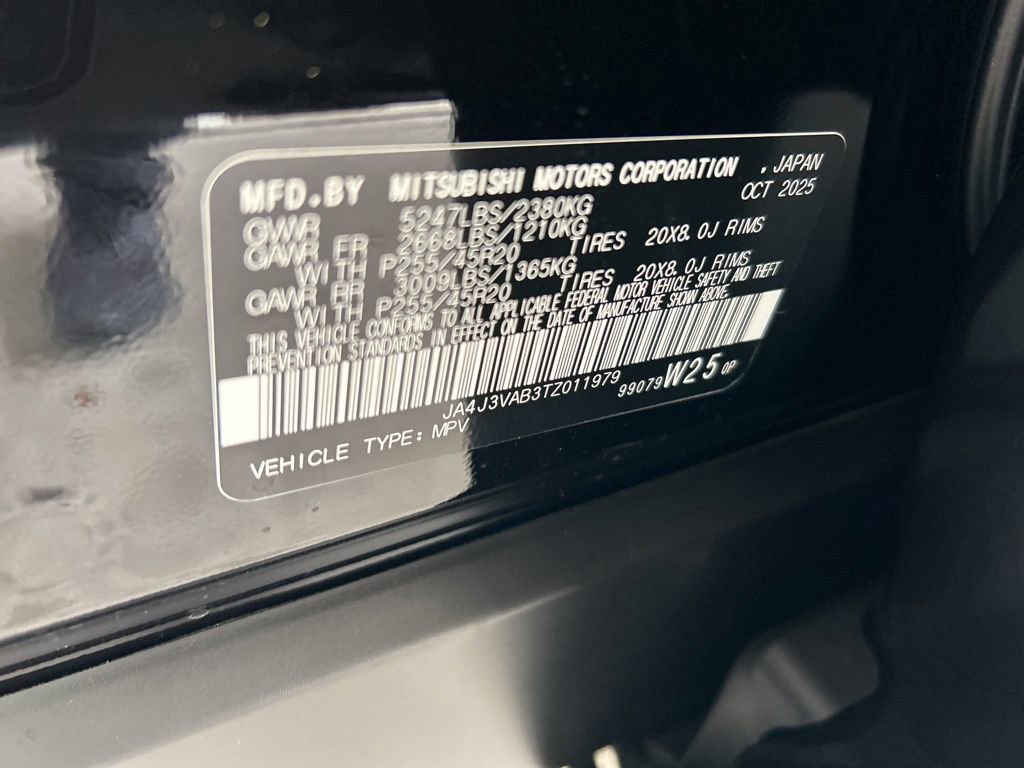 MFD.BY MITSUBISHI MOTORS CORPORATION , JAPAN
OCT 2025
GVWR 5247LBS/2380KG
GAWR FR 2668LBS/1210KG
WITH P255/45R20 TIRES 20X8.0J RIMS
GAWR RR 3009LBS/1365KG
WITH P255/45R20 TIRES 20X8.0J RIMS
THIS VEHICLE CONFORMS TO ALL APPLICABLE FEDERAL MOTOR VEHICLE SAFETY AND THEFT
PREVENTION STANDARDS IN EFFECT ON THE DATE OF MANUFACTURE SHOWN ABOVE.
JA4J3VAB3TZ011979 99079 W25 0P
VEHICLE TYPE: MPV